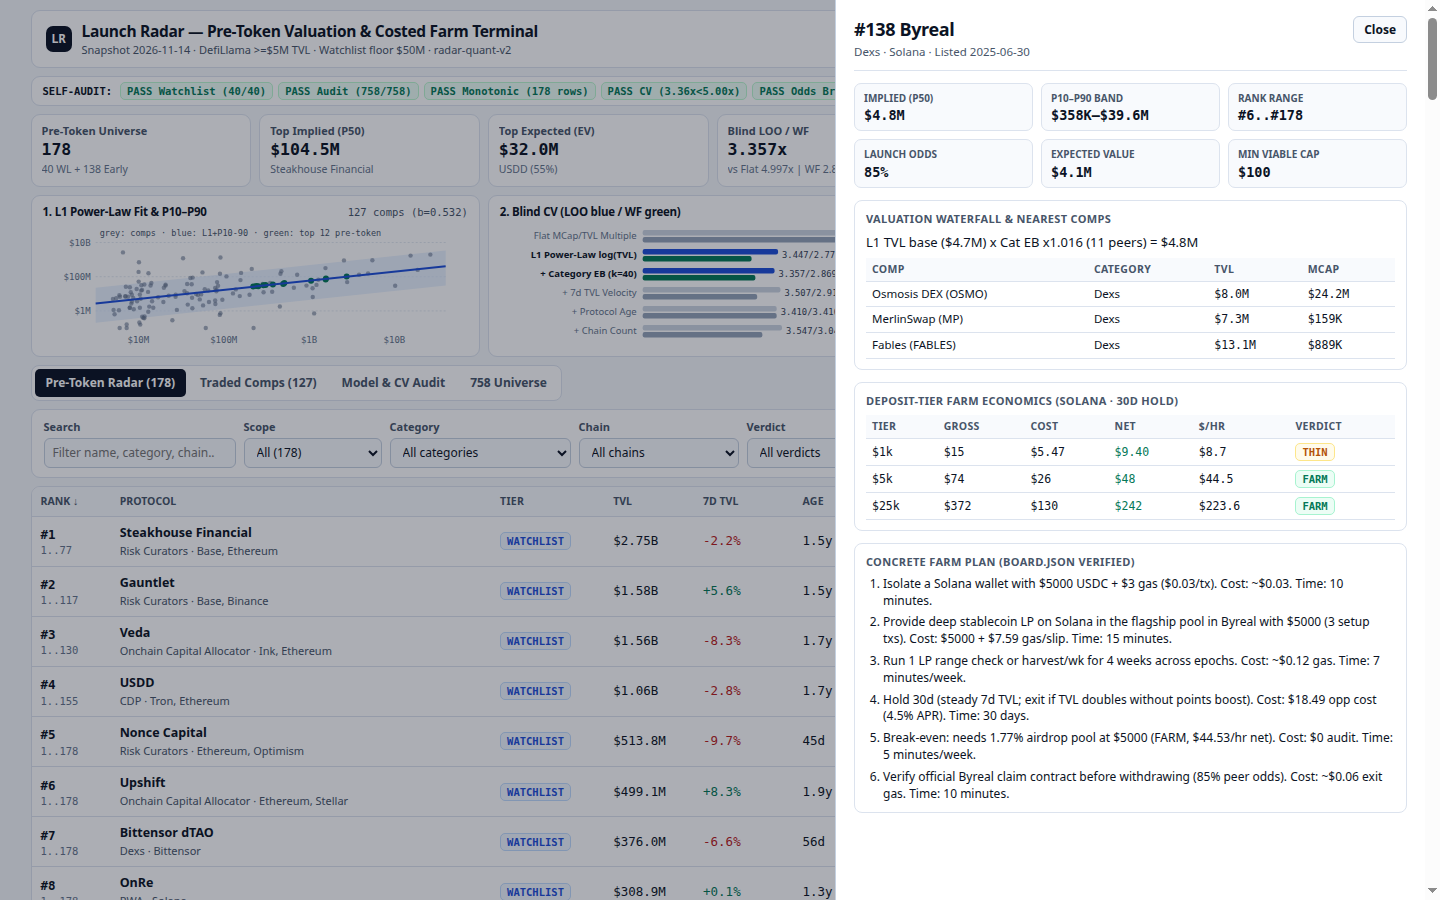 LR
Launch Radar — Pre-Token Valuation & Costed Farm Terminal
Snapshot 2026-11-14 · DefiLlama >=$5M TVL · Watchlist floor $50M · radar-quant-v2
SELF-AUDIT: PASS Watchlist (40/40) PASS Audit (758/758) PASS Monotonic (178 rows) PASS CV (3.36x<5.00x) PASS Odds Br
Pre-Token Universe
178
40 WL + 138 Early
Top Implied (P50)
$104.5M
Steakhouse Financial
Top Expected (EV)
$32.0M
USDD (55%)
Blind LOO / WF
3.357x
vs Flat 4.997x | WF 2.8
1. L1 Power-Law Fit & P10–P90 127 comps (b=0.532)
grey: comps · blue: L1+P10-90 · green: top 12 pre-token
$10B
$100M
$1M
$10M $100M $1B $10B
2. Blind CV (LOO blue / WF green)
Flat MCap/TVL Multiple
L1 Power-Law log(TVL) 3.447/2.77
+ Category EB (k=40) 3.357/2.869
+ 7d TVL Velocity 3.507/2.91
+ Protocol Age 3.410/3.41
+ Chain Count 3.547/3.0
Pre-Token Radar (178) Traded Comps (127) Model & CV Audit 758 Universe
Search Scope Category Chain Verdict
Filter name, category, chain.. All (178) All categories All chains All verdicts
RANK ↓ PROTOCOL TIER TVL 7D TVL AGE
#1 Steakhouse Financial WATCHLIST $2.75B -2.2% 1.5y
1..77 Risk Curators · Base, Ethereum
#2 Gauntlet WATCHLIST $1.58B +5.6% 1.5y
1..117 Risk Curators · Base, Binance
#3 Veda WATCHLIST $1.56B -8.3% 1.7y
1..130 Onchain Capital Allocator · Ink, Ethereum
#4 USDD WATCHLIST $1.06B -2.8% 1.7y
1..155 CDP · Tron, Ethereum
#5 Nonce Capital WATCHLIST $513.8M -9.7% 45d
1..178 Risk Curators · Ethereum, Optimism
#6 Upshift WATCHLIST $499.1M +8.3% 1.9y
1..178 Onchain Capital Allocator · Ethereum, Stellar
#7 Bittensor dTAO WATCHLIST $376.0M -6.6% 56d
1..178 Dexs · Bittensor
#8 OnRe WATCHLIST $308.9M +0.1% 1.3y
#138 Byreal
Close
Dexs · Solana · Listed 2025-06-30
IMPLIED (P50)
$4.8M
P10–P90 BAND
$358K–$39.6M
RANK RANGE
#6..#178
LAUNCH ODDS
85%
EXPECTED VALUE
$4.1M
MIN VIABLE CAP
$100
VALUATION WATERFALL & NEAREST COMPS
L1 TVL base ($4.7M) x Cat EB x1.016 (11 peers) = $4.8M
COMP CATEGORY TVL MCAP
Osmosis DEX (OSMO) Dexs $8.0M $24.2M
MerlinSwap (MP) Dexs $7.3M $159K
Fables (FABLES) Dexs $13.1M $889K
DEPOSIT-TIER FARM ECONOMICS (SOLANA · 30D HOLD)
TIER GROSS COST NET $/HR VERDICT
$1k $15 $5.47 $9.40 $8.7 THIN
$5k $74 $26 $48 $44.5 FARM
$25k $372 $130 $242 $223.6 FARM
CONCRETE FARM PLAN (BOARD.JSON VERIFIED)
1. Isolate a Solana wallet with $5000 USDC + $3 gas ($0.03/tx). Cost: ~$0.03. Time: 10
minutes.
2. Provide deep stablecoin LP on Solana in the flagship pool in Byreal with $5000 (3 setup
txs). Cost: $5000 + $7.59 gas/slip. Time: 15 minutes.
3. Run 1 LP range check or harvest/wk for 4 weeks across epochs. Cost: ~$0.12 gas. Time: 7
minutes/week.
4. Hold 30d (steady 7d TVL; exit if TVL doubles without points boost). Cost: $18.49 opp cost
(4.5% APR). Time: 30 days.
5. Break-even: needs 1.77% airdrop pool at $5000 (FARM, $44.53/hr net). Cost: $0 audit. Time:
5 minutes/week.
6. Verify official Byreal claim contract before withdrawing (85% peer odds). Cost: ~$0.06 exit
gas. Time: 10 minutes.